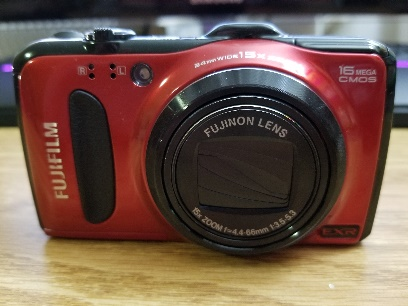 R L
24mm WIDE 15X
16 MEGA
CMOS
FUJIFILM
FUJINON LENS
15x ZOOM f=4.4-66mm 1:3.5-5.3
EXR